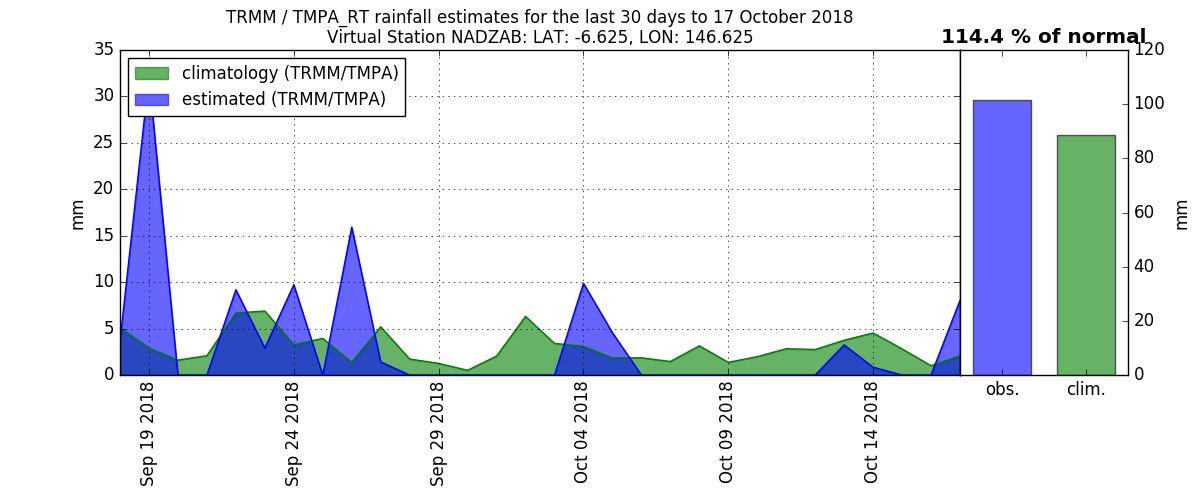 TRMM / TMPA_RT rainfall estimates for the last 30 days to 17 October 2018
Virtual Station NADZAB: LAT: -6.625, LON: 146.625
114.4 % of normal
climatology (TRMM/TMPA)
estimated (TRMM/TMPA)
35
30
25
20
15
10
5
0
mm
Sep 19 2018
Sep 24 2018
Sep 29 2018
Oct 04 2018
Oct 09 2018
Oct 14 2018
obs.
clim.
120
100
80
60
40
20
0
mm